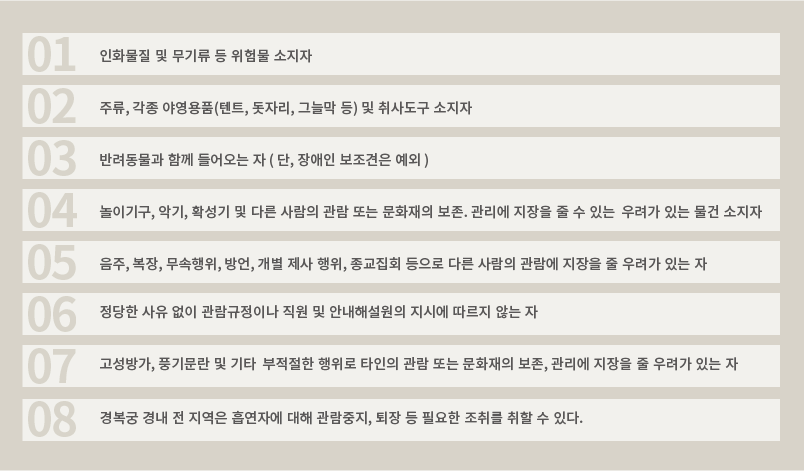 01 인화물질 및 무기류 등 위험물 소지자
02 주류, 각종 야영용품(텐트, 돗자리, 그늘막 등) 및 취사도구 소지자
03 반려동물과 함께 들어오는 자 ( 단, 장애인 보조견은 예외 )
04 놀이기구, 악기, 확성기 및 다른 사람의 관람 또는 문화재의 보존. 관리에 지장을 줄 수 있는 우려가 있는 물건 소지자
05 음주, 복장, 무속행위, 방언, 개별 제사 행위, 종교집회 등으로 다른 사람의 관람에 지장을 줄 우려가 있는 자
06 정당한 사유 없이 관람규정이나 직원 및 안내해설원의 지시에 따르지 않는 자
07 고성방가, 풍기문란 및 기타 부적절한 행위로 타인의 관람 또는 문화재의 보존, 관리에 지장을 줄 우려가 있는 자
08 경복궁 경내 전 지역은 흡연자에 대해 관람중지, 퇴장 등 필요한 조취를 취할 수 있다.